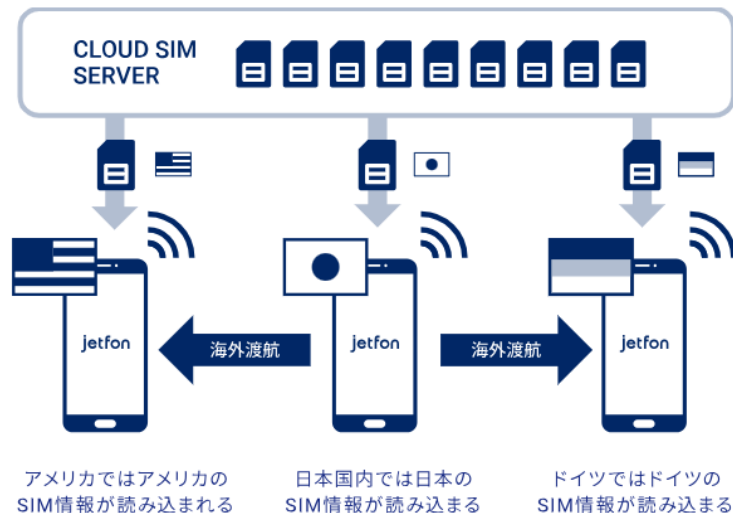 CLOUD SIM
SERVER
jetfon
海外渡航
jetfon
海外渡航
jetfon
アメリカではアメリカの
SIM情報が読み込まれる
日本国内では日本の
SIM情報が読み込まる
ドイツではドイツの
SIM情報が読み込まる